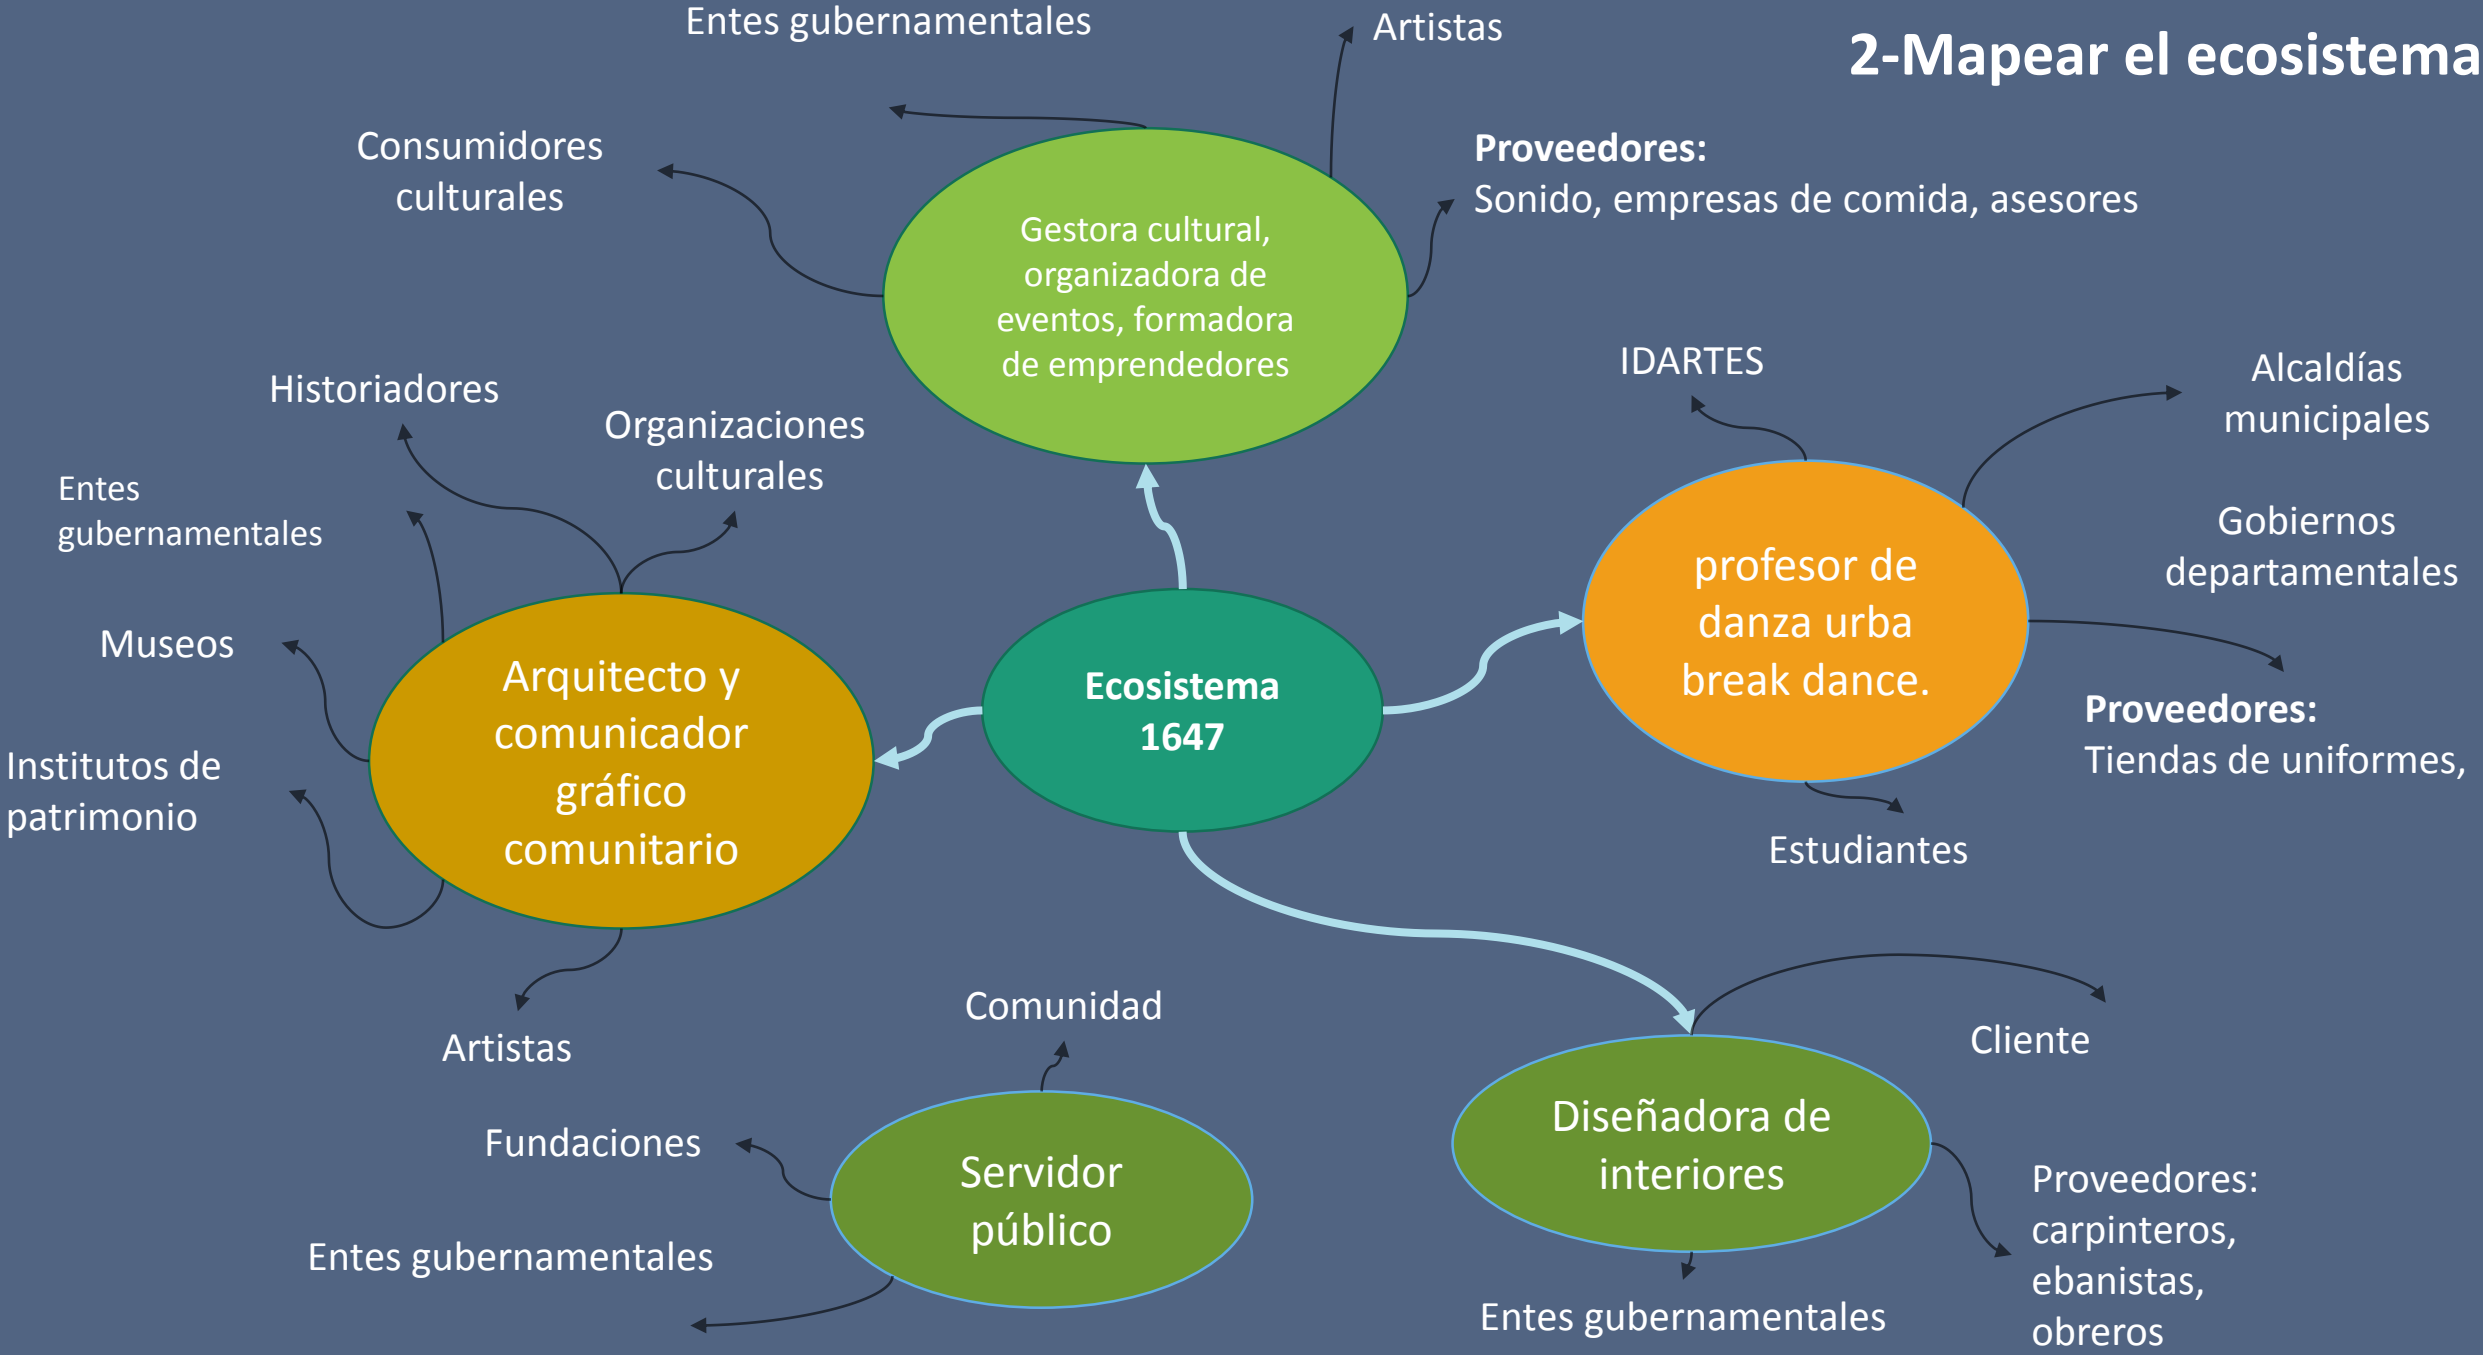 2-Mapear el ecosistema
Entes gubernamentales
Artistas
Consumidores
culturales
Proveedores:
Sonido, empresas de comida, asesores
Gestora cultural,
organizadora de
eventos, formadora
de emprendedores
Historiadores
Organizaciones
culturales
Entes
gubernamentales
Museos
Institutos de
patrimonio
Arquitecto y
comunicador
gráfico
comunitario
Artistas
Ecosistema
1647
IDARTES
Alcaldías
municipales
Gobiernos
departamentales
profesor de
danza urba
break dance.
Proveedores:
Tiendas de uniformes,
Estudiantes
Comunidad
Fundaciones
Servidor
público
Entes gubernamentales
Cliente
Diseñadora de
interiores
Proveedores:
carpinteros,
ebanistas,
obreros
Entes gubernamentales